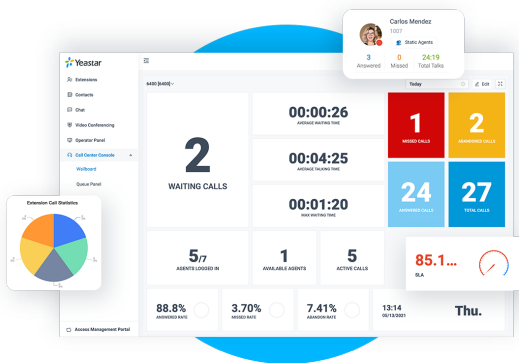 Carlos Mendez
1007
Static Agents
3 0 24:19
Answered Missed Total Talks
Yeastar
Extensions
Contacts
Chat
Video Conferencing
Operator Panel
Call Center Console
Wallboard
Queue Panel
Access Management Portal
6400 [6400]
Today
Edit
2
WAITING CALLS
00:00:26
AVERAGE WAITING TIME
00:04:25
AVERAGE TALKING TIME
00:01:20
MAX WAITING TIME
1
MISSED CALLS
2
ABANDONED CALLS
24
ANSWERED CALLS
27
TOTAL CALLS
5/7
AGENTS LOGGED IN
1
AVAILABLE AGENTS
5
ACTIVE CALLS
85.1...
SLA
88.8%
ANSWERED RATE
3.70%
MISSED RATE
7.41%
ABANDON RATE
13:14
05/13/2021
Thu.
Extension Call Statistics